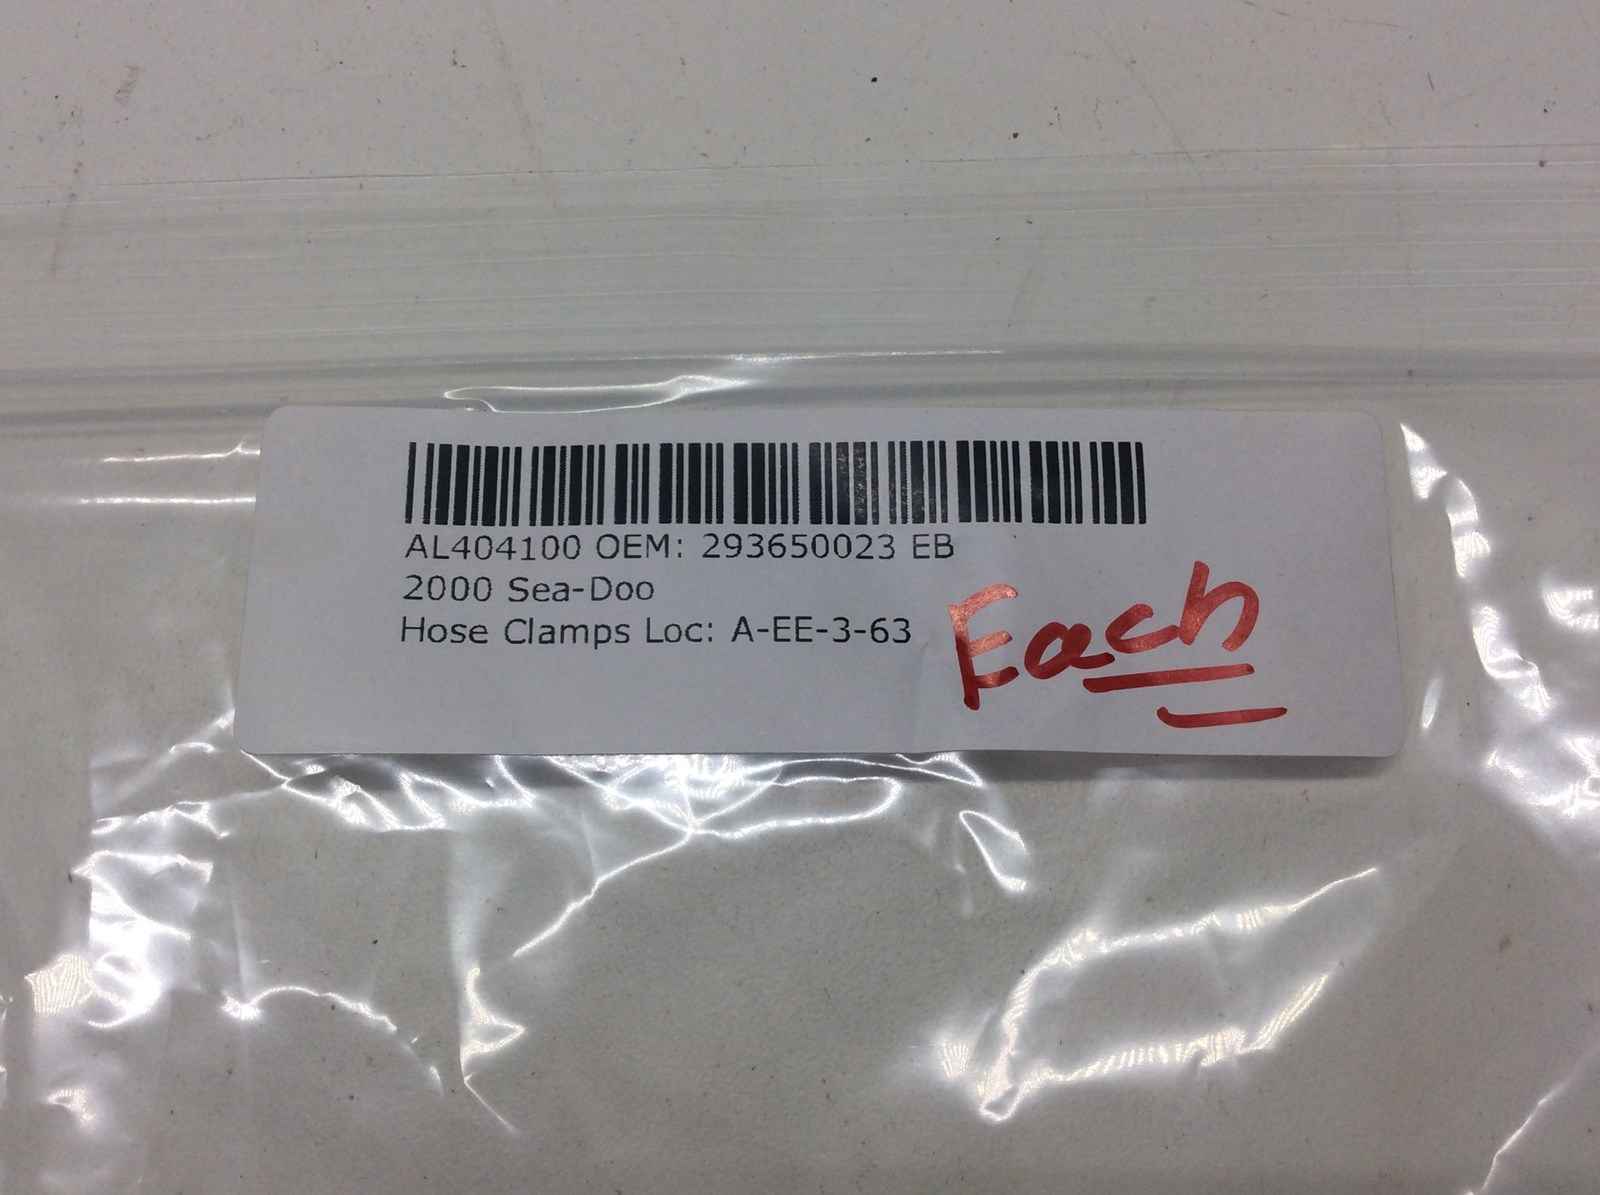 AL404100 OEM: 293650023 EB
2000 Sea-Doo
Hose Clamps Loc: A-EE-3-63
Each